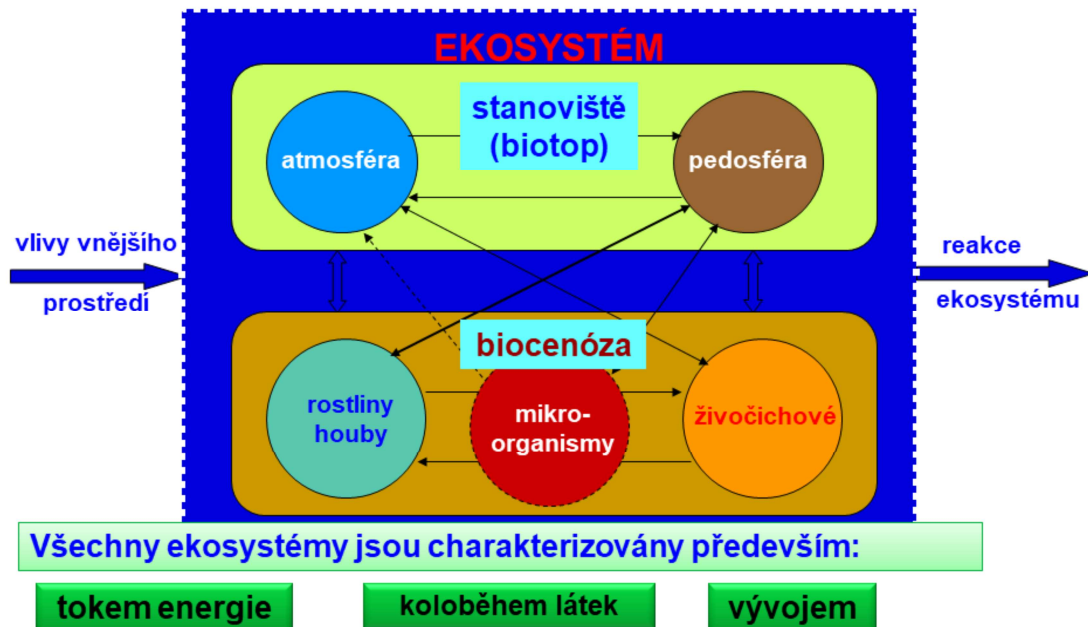 EKOSYSTÉM
stanoviště
(biotop)
atmosféra
pedosféra
vlivy vnějšího
prostředí
reakce
ekosystému
biocenóza
rostliny
houby
mikro-
organismy
živočichové
Všechny ekosystémy jsou charakterizovány především:
tokem energie
koloběhem látek
vývojem